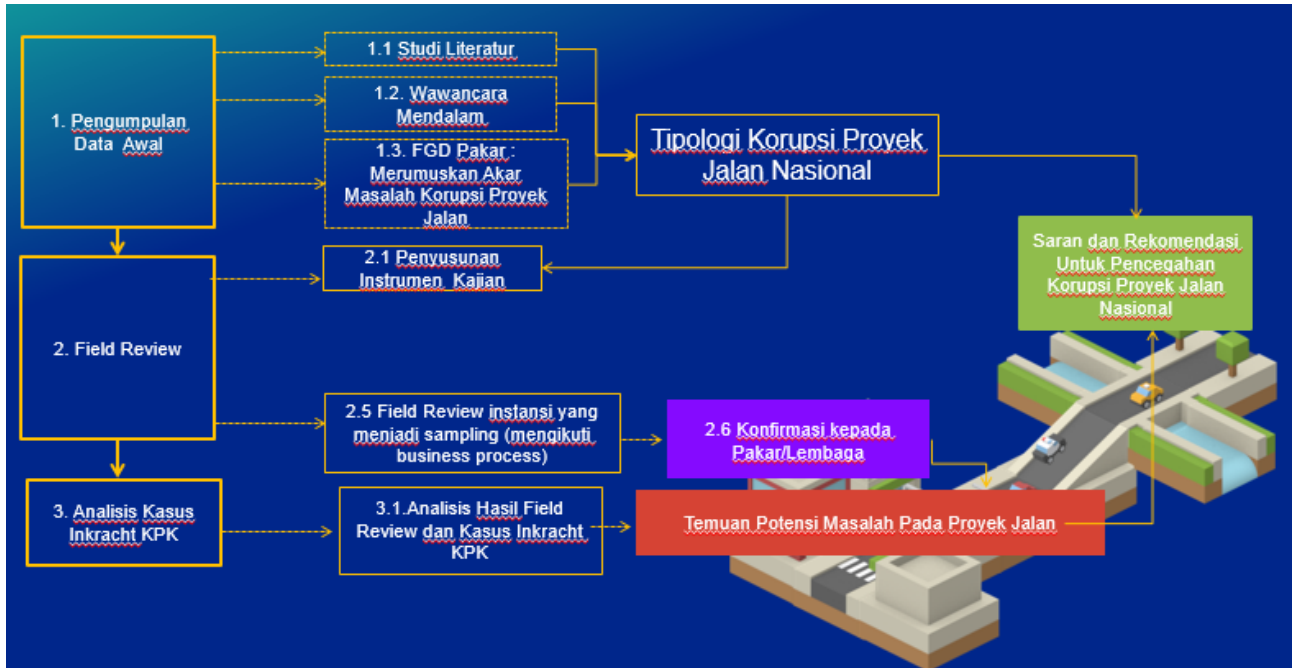 1. Pengumpulan
Data Awal
1.1 Studi Literatur
1.2. Wawancara
Mendalam
1.3. FGD Pakar :
Merumuskan Akar
Masalah Korupsi Proyek
Jalan
Tipologi Korupsi Proyek
Jalan Nasional
Saran dan Rekomendasi
Untuk Pencegahan
Korupsi Proyek Jalan
Nasional
2. Field Review
2.1 Penyusunan
Instrumen Kajian
2.5 Field Review instansi yang
menjadi sampling (mengikuti
business process)
2.6 Konfirmasi kepada
Pakar/Lembaga
3. Analisis Kasus
Inkracht KPK
3.1.Analisis Hasil Field
Review dan Kasus Inkracht
KPK
Temuan Potensi Masalah Pada Proyek Jalan